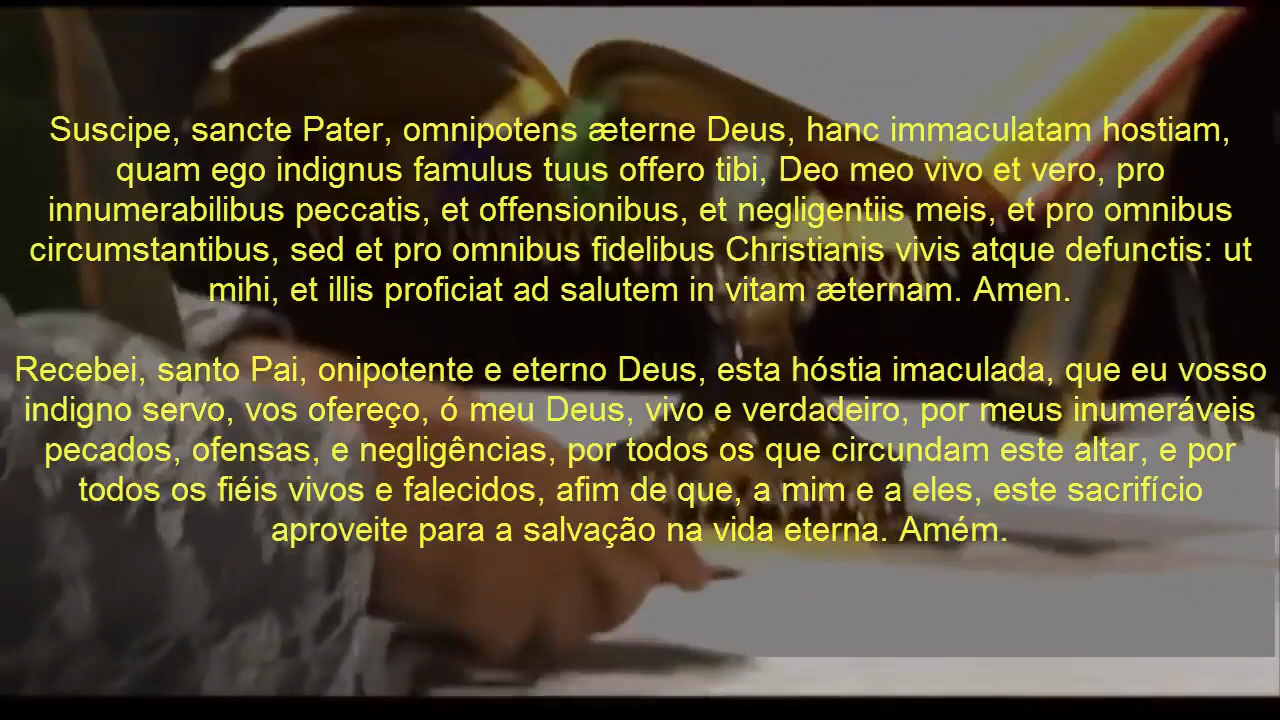 Suscipe, sancte Pater, omnipotens æterne Deus, hanc immaculatam hostiam,
quam ego indignus famulus tuus offero tibi, Deo meo vivo et vero, pro
innumerabilibus peccatis, et offensionibus, et negligentiis meis, et pro omnibus
circumstantibus, sed et pro omnibus fidelibus Christianis vivis atque defunctis: ut
mihi, et illis proficiat ad salutem in vitam æternam. Amen.
Recebei, santo Pai, onipotente e eterno Deus, esta hóstia imaculada, que eu vosso
indigno servo, vos ofereço, ó meu Deus, vivo e verdadeiro, por meus inumeráveis
pecados, ofensas, e negligências, por todos os que circundam este altar, e por
todos os fiéis vivos e falecidos, afim de que, a mim e a eles, este sacrifício
aproveite para a salvação na vida eterna. Amém.